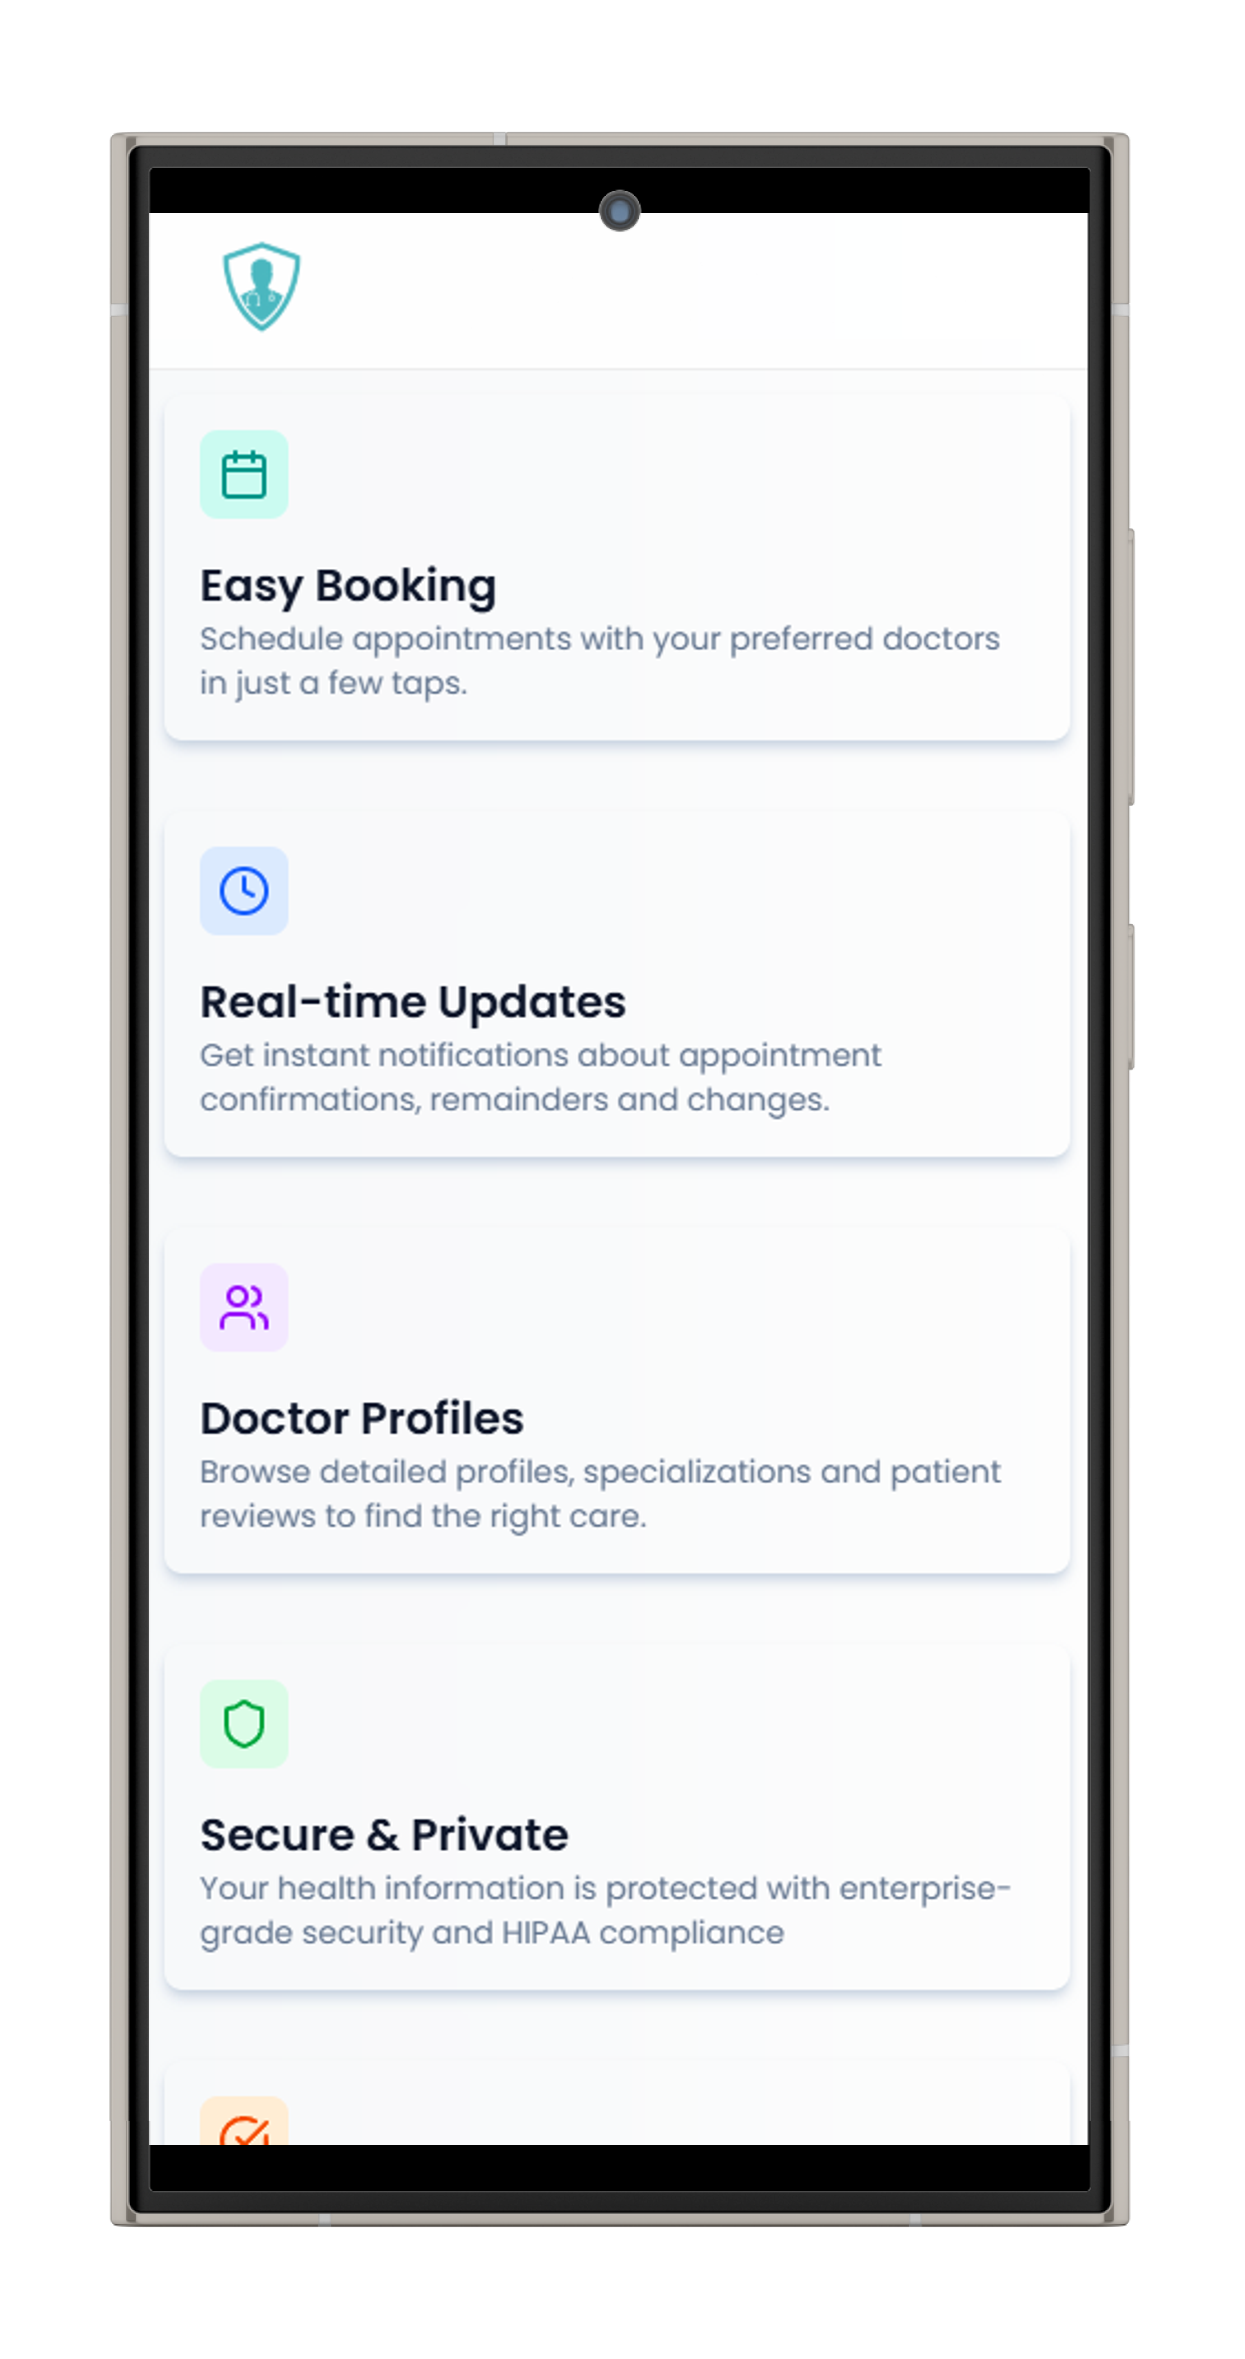 Easy Booking
Schedule appointments with your preferred doctors
in just a few taps.
Real-time Updates
Get instant notifications about appointment
confirmations, remainders and changes.
Doctor Profiles
Browse detailed profiles, specializations and patient
reviews to find the right care.
Secure & Private
Your health information is protected with enterprise-
grade security and HIPAA compliance